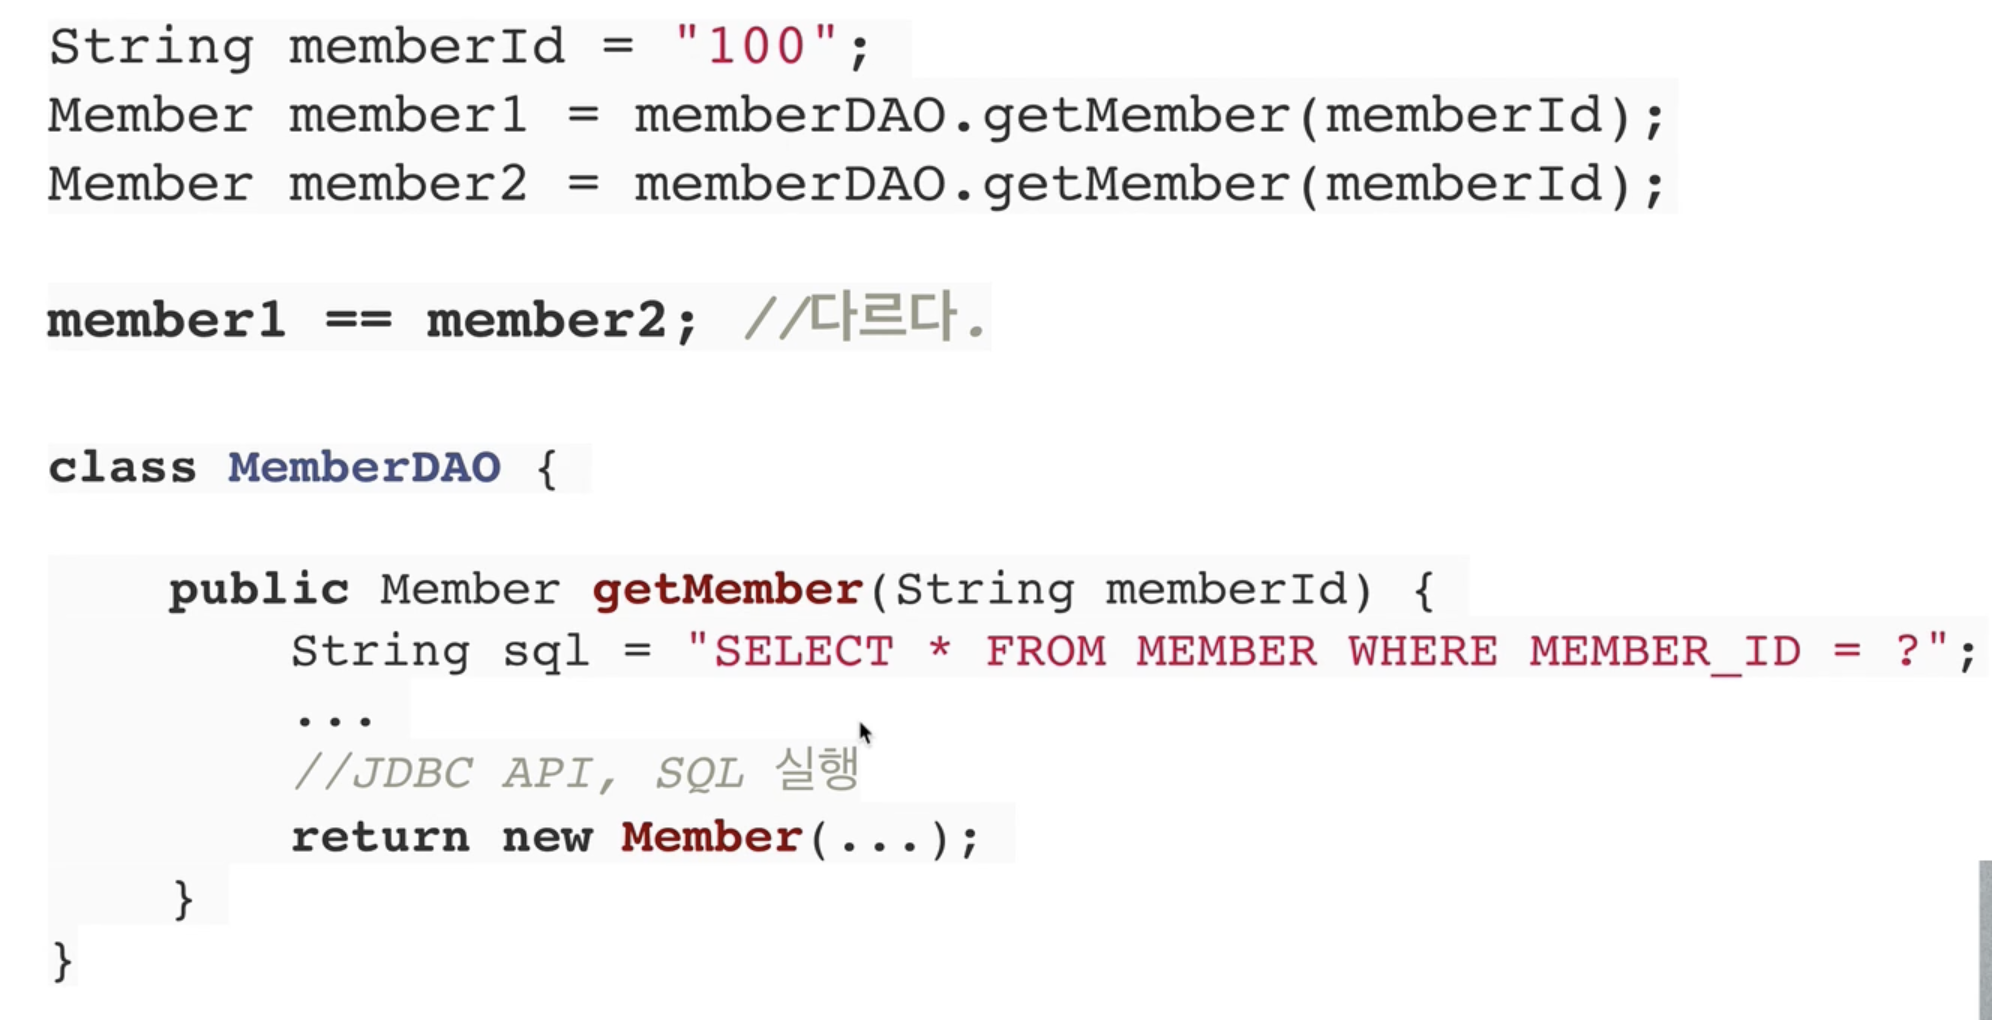 String memberId = "100";
Member member1 = memberDAO.getMember(memberId);
Member member2 = memberDAO.getMember(memberId);
member1 == member2; //다르다.
class MemberDAO {
public Member getMember(String memberId) {
String sql = "SELECT * FROM MEMBER WHERE MEMBER_ID = ?";
...
//JDBC API, SQL 실행
return new Member(...);
}
}